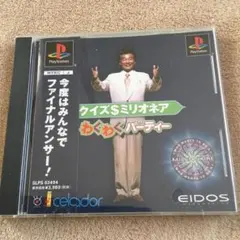 PlayStation
PlayStation
今度はみんなで
ファイナルアンサー!
クイズ$ミリオネア
わくわくパーティー
SLPS 03494
celador
EIDOS